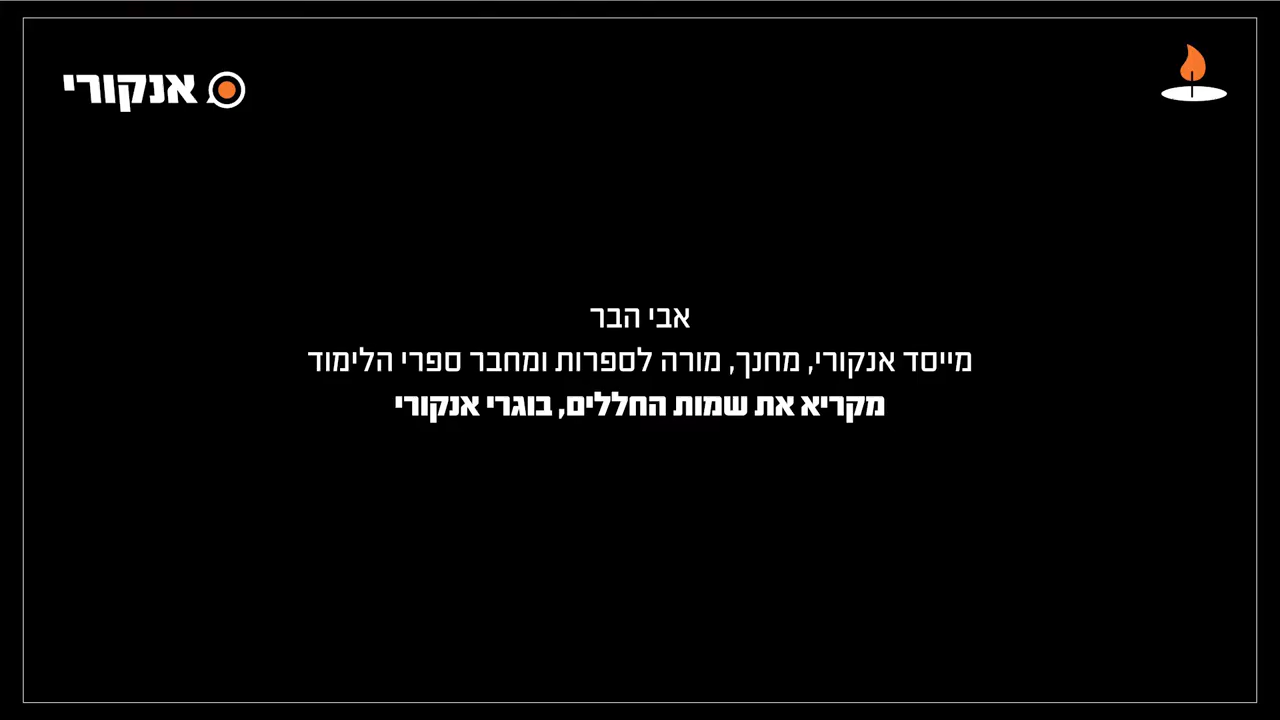 אנקורי
אבי הבר
מייסד אנקורי, מחנך, מורה לספרות ומחבר ספרי הלימוד
מקריא את שמות החללים, בוגרי אנקורי